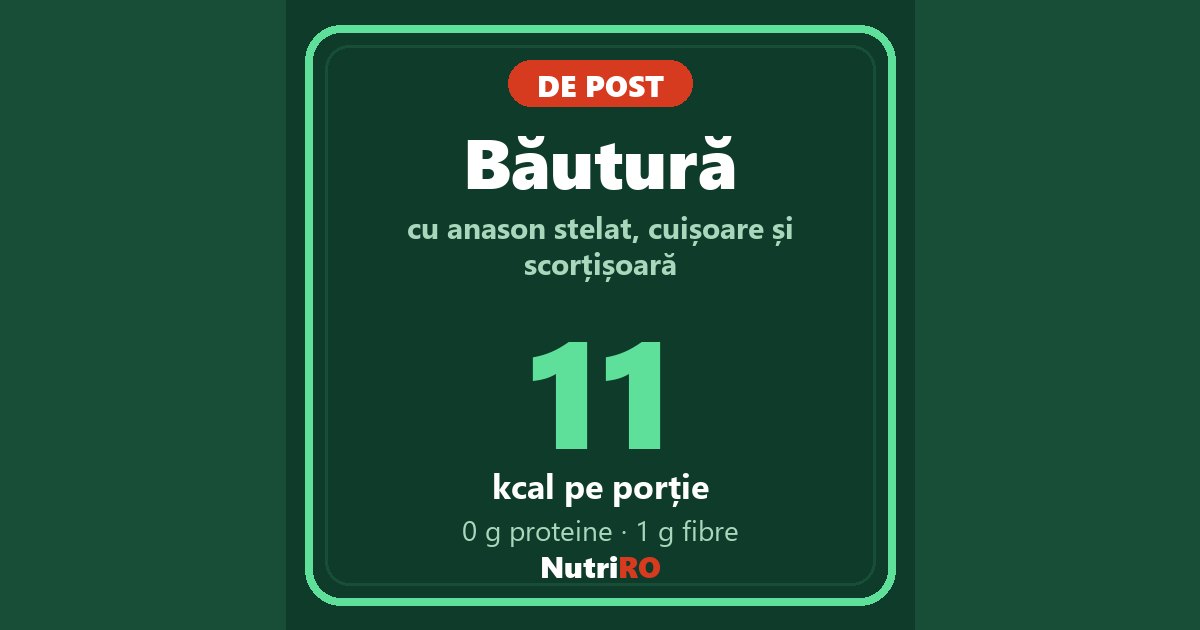 DE POST
Băutură
cu anason stelat, cuișoare și
scorțișoară
11
kcal pe porție
0 g proteine · 1 g fibre
NutriRO